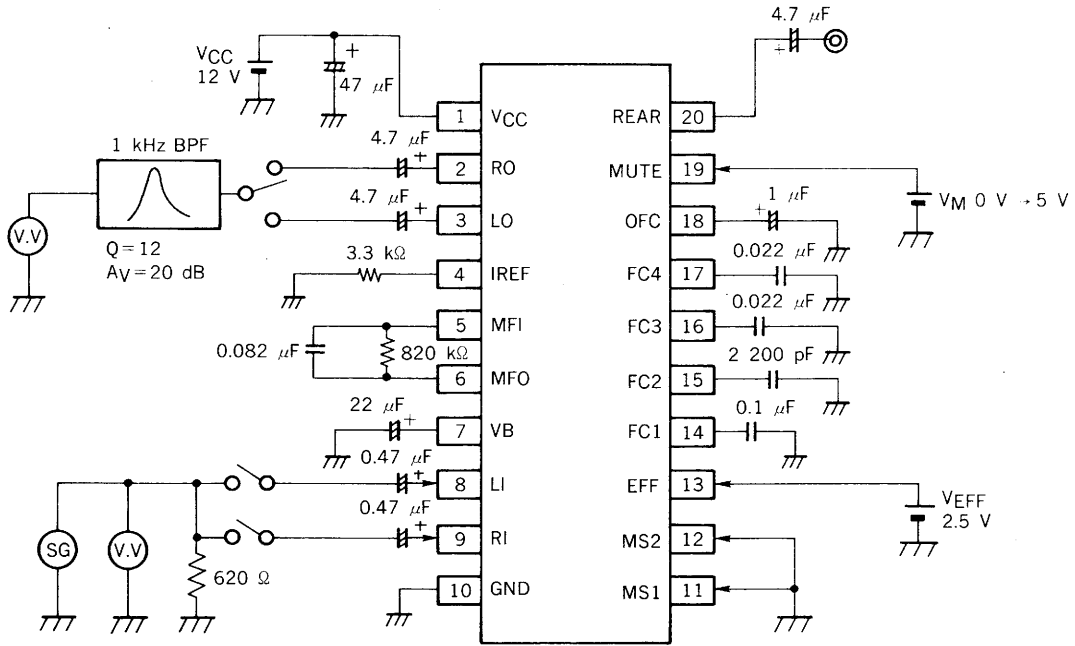 4.7 μF
+
VCC
12 V
+
47 μF
1 VCC
REAR 20
1 kHz BPF
4.7 μF
+
2 RO
MUTE 19
4.7 μF
+
3 LO
1 μF
+
OFC 18
VM 0 V → 5 V
V.V
Q=12
AV=20 dB
3.3 kΩ
4 IREF
0.022 μF
FC4 17
0.082 μF
820 kΩ
5 MFI
0.022 μF
FC3 16
6 MFO
2 200 pF
FC2 15
22 μF
+
7 VB
0.1 μF
FC1 14
0.47 μF
+
8 LI
EFF 13
VEFF
2.5 V
0.47 μF
+
9 RI
MS2 12
SG
V.V
620 Ω
10 GND
MS1 11